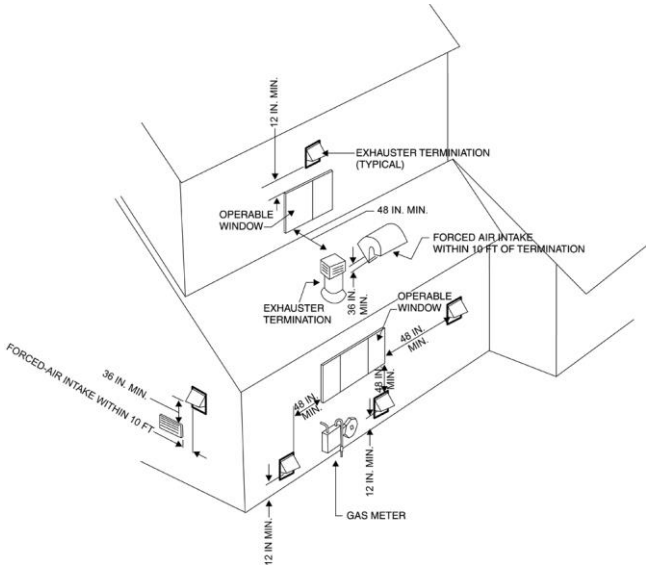 12 IN. MIN.
EXHAUSTER TERMINIATION
(TYPICAL)
OPERABLE
WINDOW
48 IN. MIN.
FORCED AIR INTAKE
WITHIN 10 FT OF TERMINATION
EXHAUSTER
TERMINATION
36 IN.
MIN.
OPERABLE
WINDOW
48 IN.
MIN.
FORCED-AIR INTAKE WITHIN 10 FT
36 IN. MIN.
48 IN.
MIN.
48 IN.
MIN.
12 IN. MIN.
12 IN MIN.
GAS METER